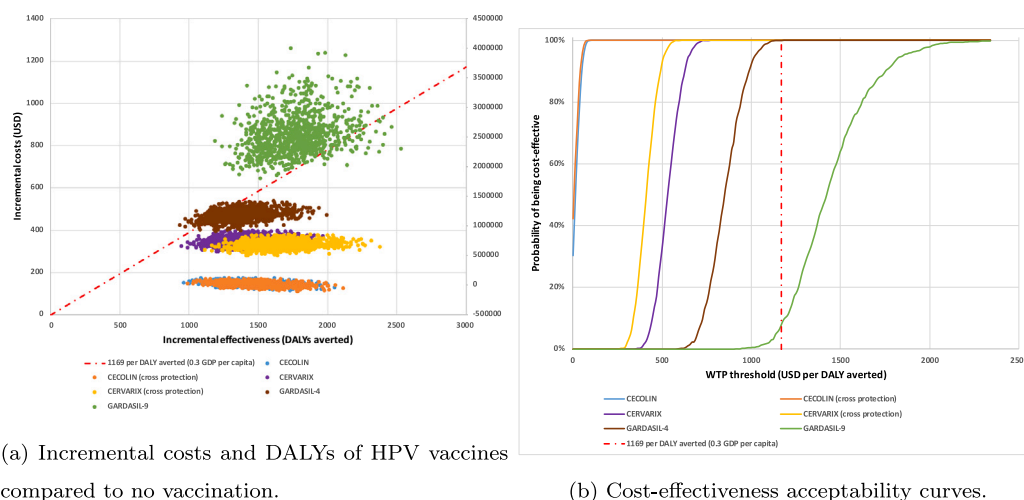 1400
1200
1000
800
600
400
200
0
Incremental costs (USD)
4500000
4000000
3500000
3000000
2500000
2000000
1500000
1000000
500000
0
-500000
0 500 1000 1500 2000 2500 3000
Incremental effectiveness (DALYs averted)
1169 per DALY averted (0.3 GDP per capita) CECOLIN
CECOLIN (cross protection) CERVARIX
CERVARIX (cross protection) GARDASIL-4
GARDASIL-9
(a) Incremental costs and DALYs of HPV vaccines
compared to no vaccination.
100%
80%
60%
40%
20%
0%
Probability of being cost-effective
0 500 1000 1500 2000 2500
WTP threshold (USD per DALY averted)
CECOLIN CECOLIN (cross protection)
CERVARIX CERVARIX (cross protection)
GARDASIL-4 GARDASIL-9
1169 per DALY averted (0.3 GDP per capita)
(b) Cost-effectiveness acceptability curves.